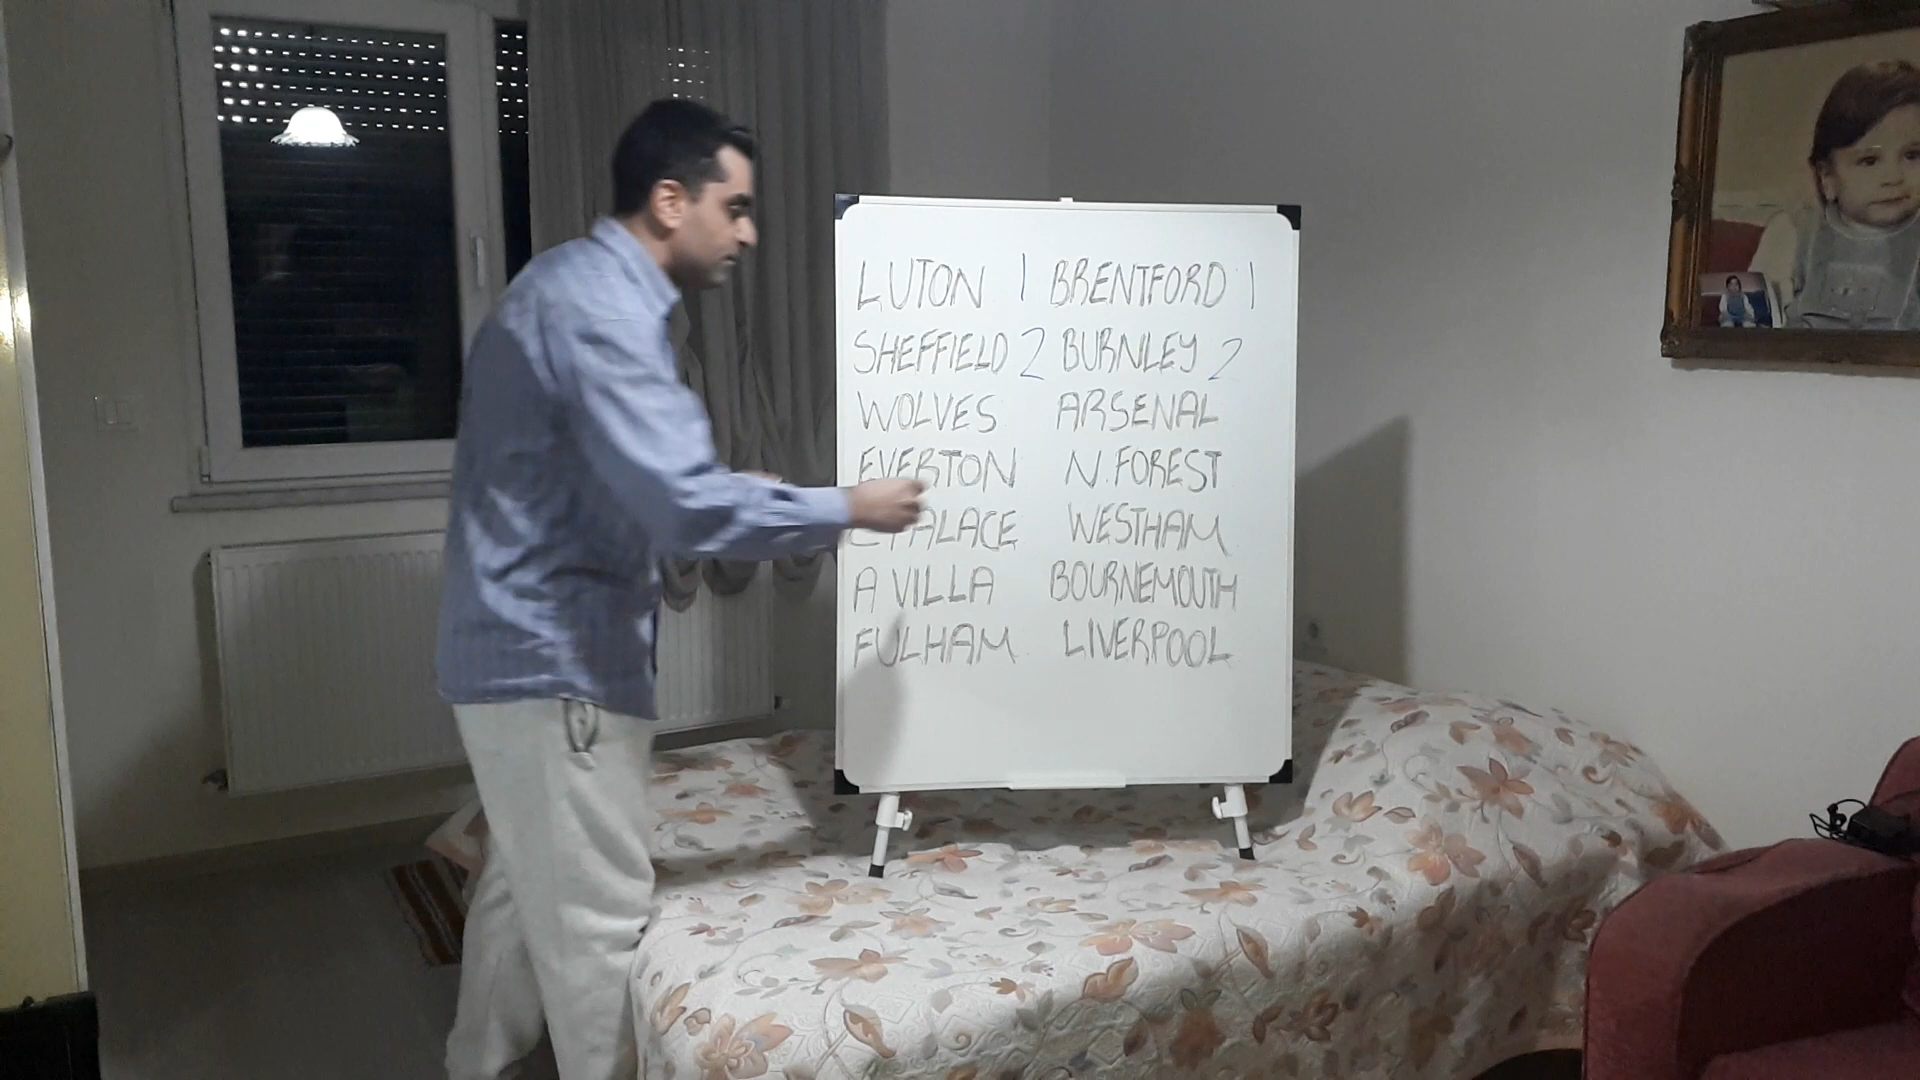 LUTON 1 BRENTFORD 1
SHEFFIELD 2 BURNLEY 2
WOLVES ARSENAL
EVERTON N.FOREST
PALACE WESTHAM
A VILLA BOURNEMOUTH
FULHAM LIVERPOOL